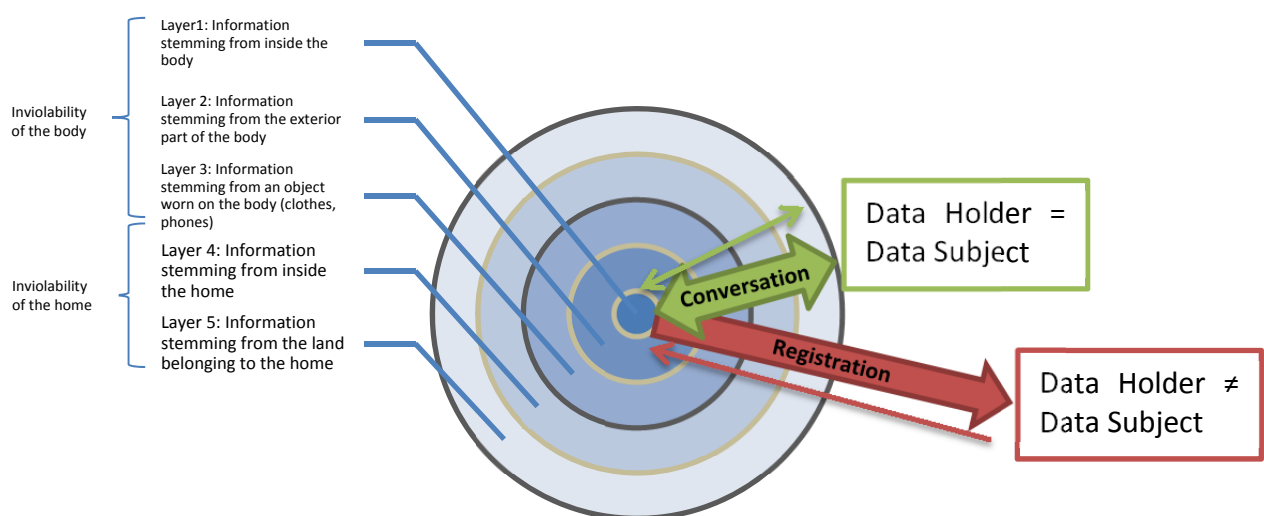 Layer1: Information
stemming from inside the
body
Inviolability
of the body
Layer 2: Information
stemming from the exterior
part of the body
Layer 3: Information
stemming from an object
worn on the body (clothes,
phones)
Layer 4: Information
stemming from inside
the home
Inviolability
of the home
Layer 5: Information
stemming from the land
belonging to the home
Conversation
Data Holder =
Data Subject
Registration
Data Holder ≠
Data Subject